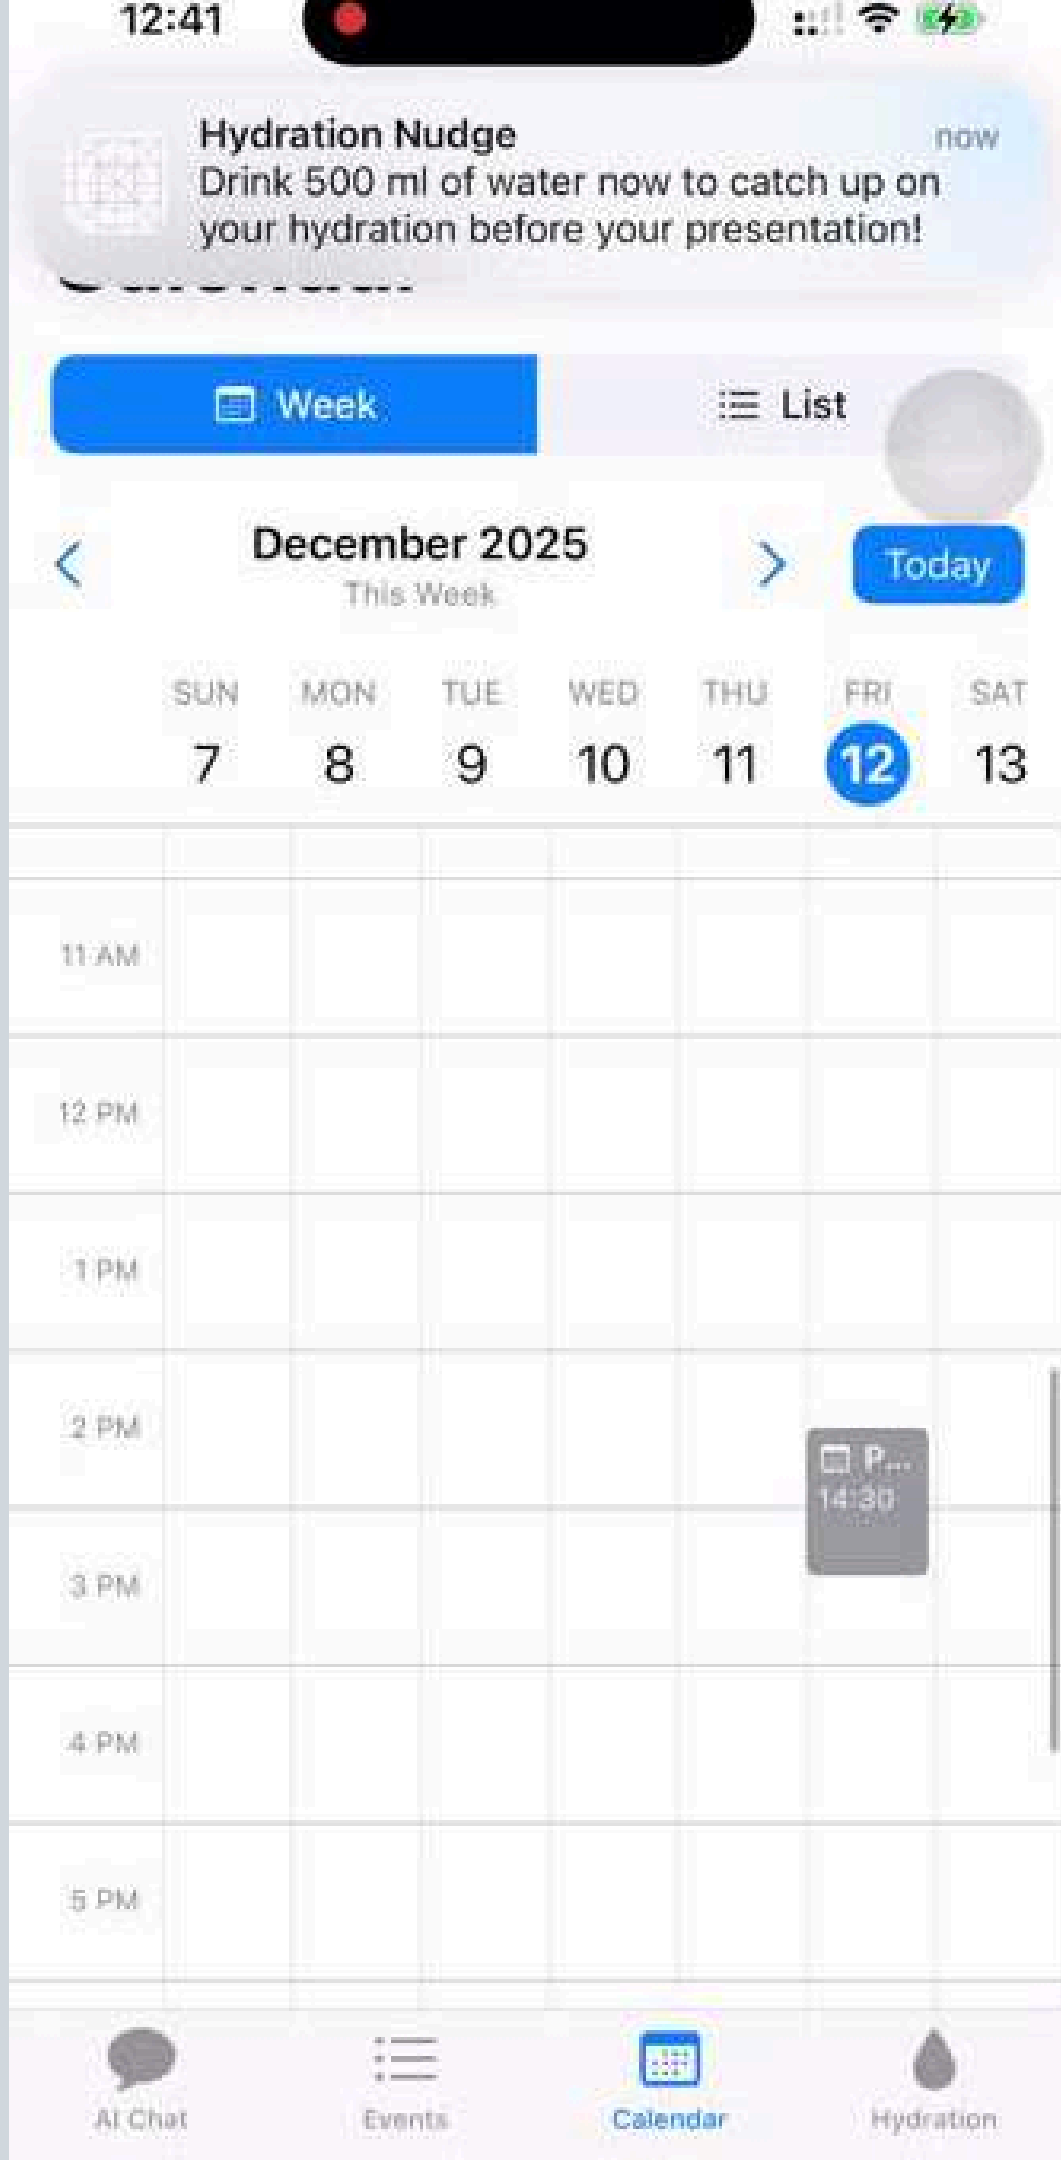 12:41
Hydration Nudge
now
Drink 500 ml of water now to catch up on
your hydration before your presentation!
Week
List
December 2025
This Week
Today
SUN MON TUE WED THU FRI SAT
7 8 9 10 11 12 13
11 AM
12 PM
1 PM
2 PM
P...
14:30
3 PM
4 PM
5 PM
AI Chat
Events
Calendar
Hydration